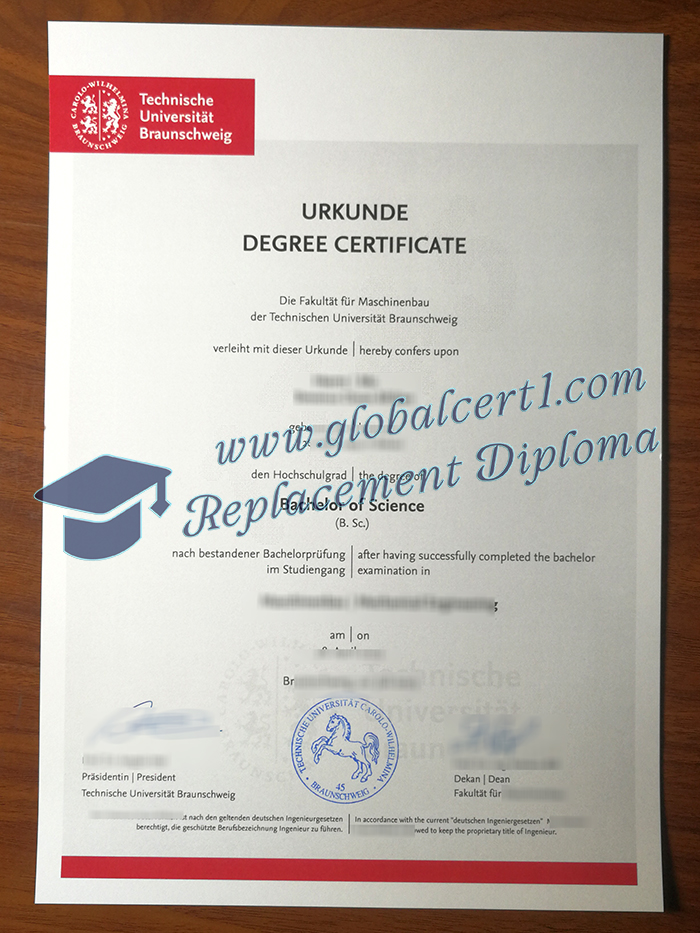 CAROLO-WILHELMINA BRAUNSCHWEIG
Technische
Universität
Braunschweig
URKUNDE
DEGREE CERTIFICATE
Die Fakultät für Maschinenbau
der Technischen Universität Braunschweig
verleiht mit dieser Urkunde | hereby confers upon
www.globalcert1.com
den Hochschulgrad | the degree of
Replacement Diploma
Bachelor of Science
(B. Sc.)
nach bestandener Bachelorprüfung | after having successfully completed the bachelor
im Studiengang | examination in
am | on
TECHNISCHE UNIVERSITÄT CAROLO-WILHELMINA
45
BRAUNSCHWEIG
Präsidentin | President
Technische Universität Braunschweig
Dekan | Dean
Fakultät für
nach den geltenden deutschen Ingenieurgesetzen | In accordance with the current "deutschen Ingeniergesetzen"
berechtigt, die geschützte Berufsbezeichnung Ingenieur zu führen. | to keep the proprietary title of Ingenieur.